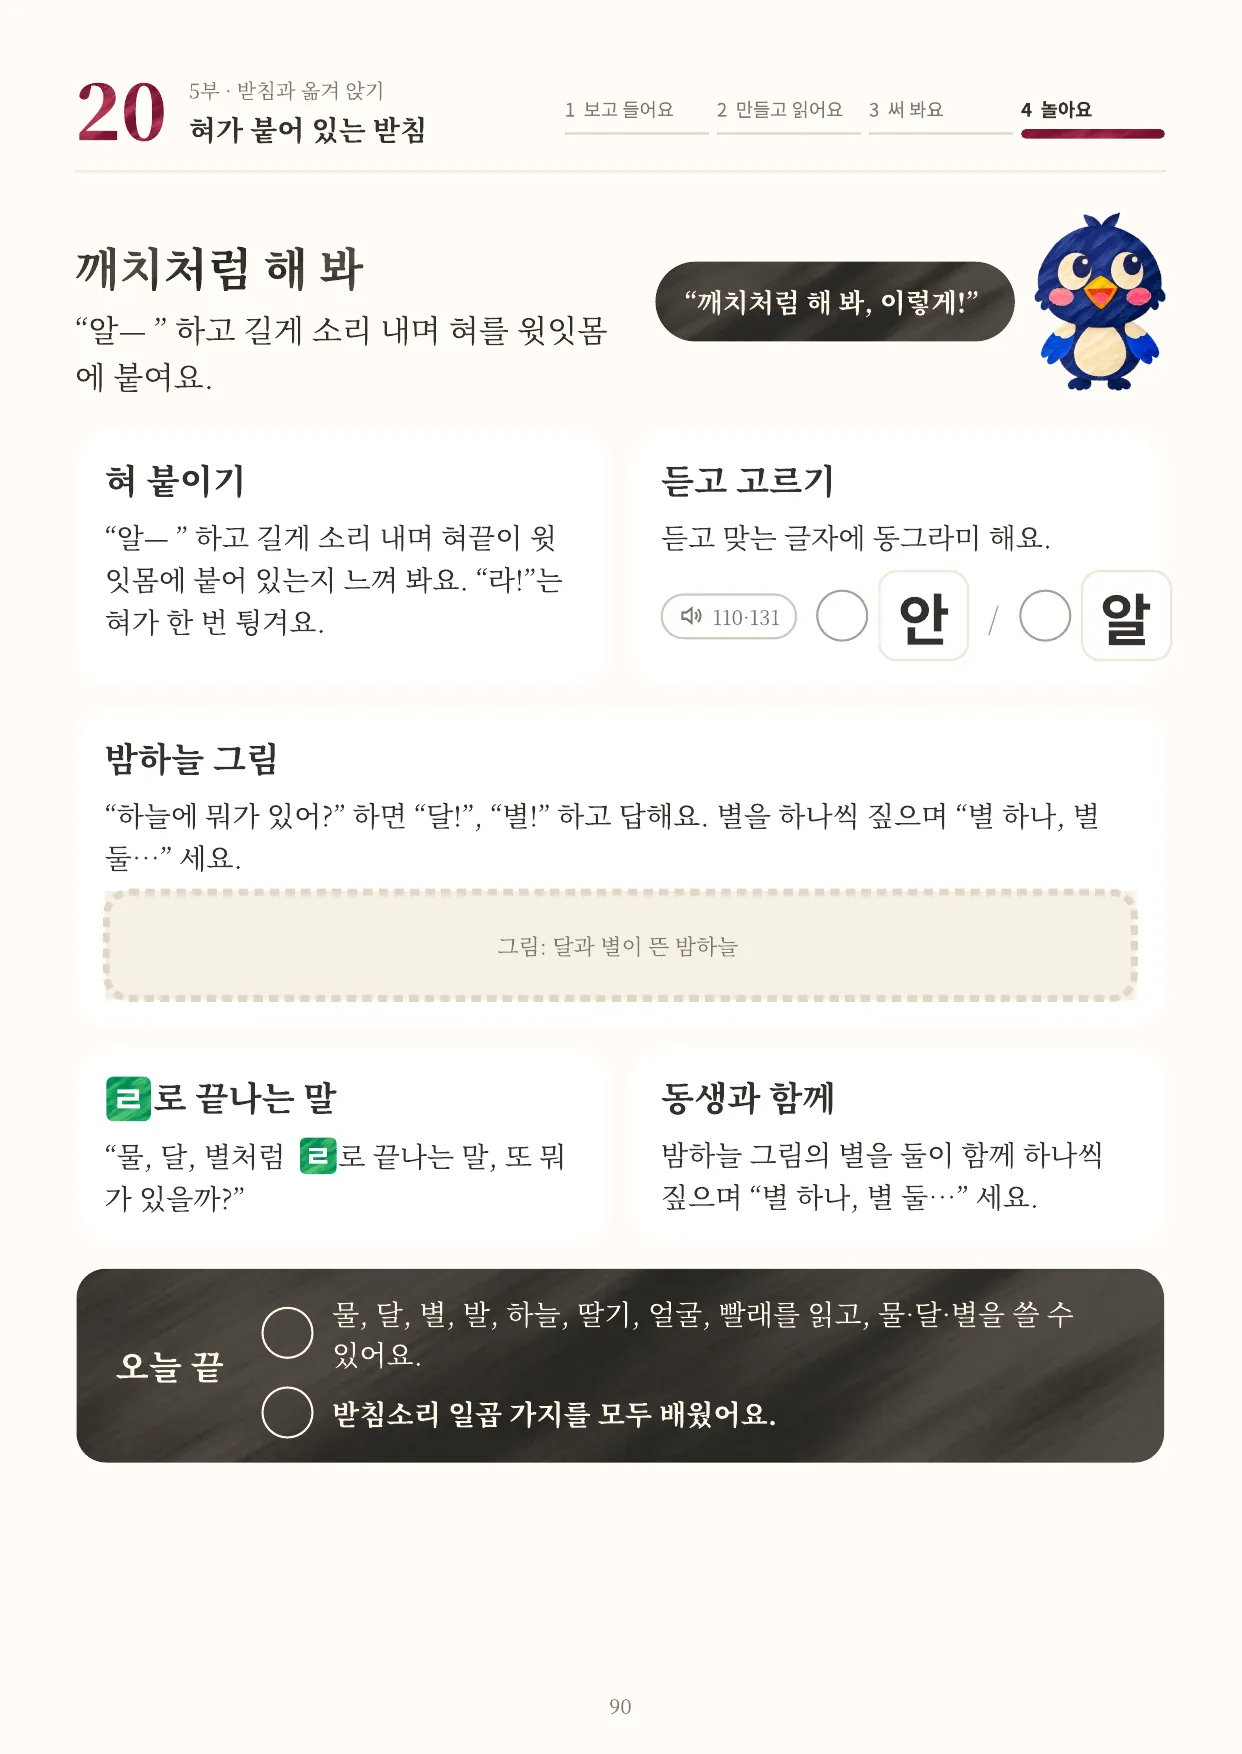 20
5부 · 받침과 옮겨 앉기
혀가 붙어 있는 받침
1 보고 들어요
2 만들고 읽어요
3 써 봐요
4 놀아요
깨치처럼 해 봐
“알— ” 하고 길게 소리 내며 혀를 윗잇몸
에 붙여요.
“깨치처럼 해 봐, 이렇게!”
혀 붙이기
“알— ” 하고 길게 소리 내며 혀끝이 윗
잇몸에 붙어 있는지 느껴 봐요. “라!”는
혀가 한 번 튕겨요.
듣고 고르기
듣고 맞는 글자에 동그라미 해요.
110·131 안 / 알
밤하늘 그림
“하늘에 뭐가 있어?” 하면 “달!”, “별!” 하고 답해요. 별을 하나씩 짚으며 “별 하나, 별
둘…” 세요.
그림: 달과 별이 뜬 밤하늘
ㄹ로 끝나는 말
“물, 달, 별처럼 ㄹ로 끝나는 말, 또 뭐
가 있을까?”
동생과 함께
밤하늘 그림의 별을 둘이 함께 하나씩
짚으며 “별 하나, 별 둘…” 세요.
오늘 끝
물, 달, 별, 발, 하늘, 딸기, 얼굴, 빨래를 읽고, 물·달·별을 쓸 수
있어요.
받침소리 일곱 가지를 모두 배웠어요.
90